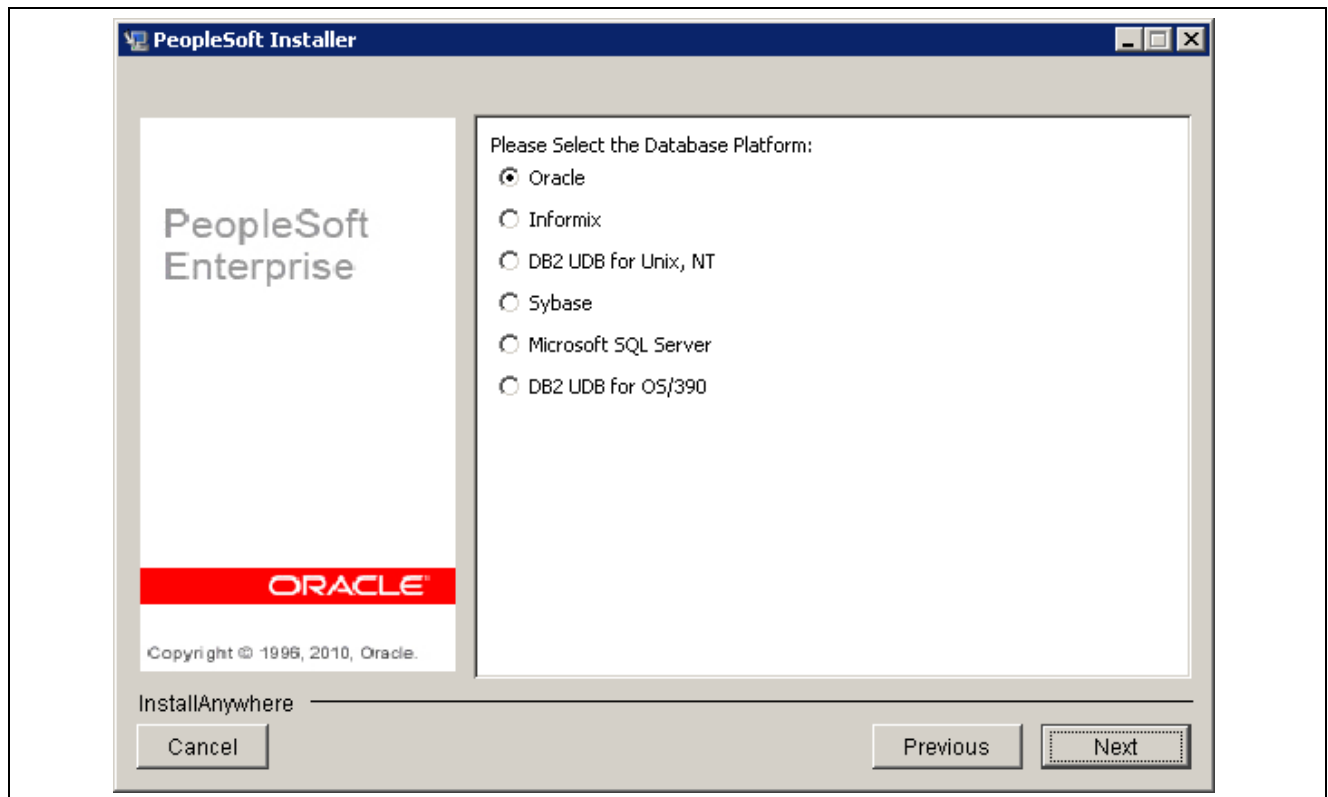 PeopleSoft Installer
PeopleSoft
Enterprise
ORACLE
Copyright © 1996, 2010, Oracle.
Please Select the Database Platform:
Oracle
Informix
DB2 UDB for Unix, NT
Sybase
Microsoft SQL Server
DB2 UDB for OS/390
InstallAnywhere
Cancel
Previous
Next